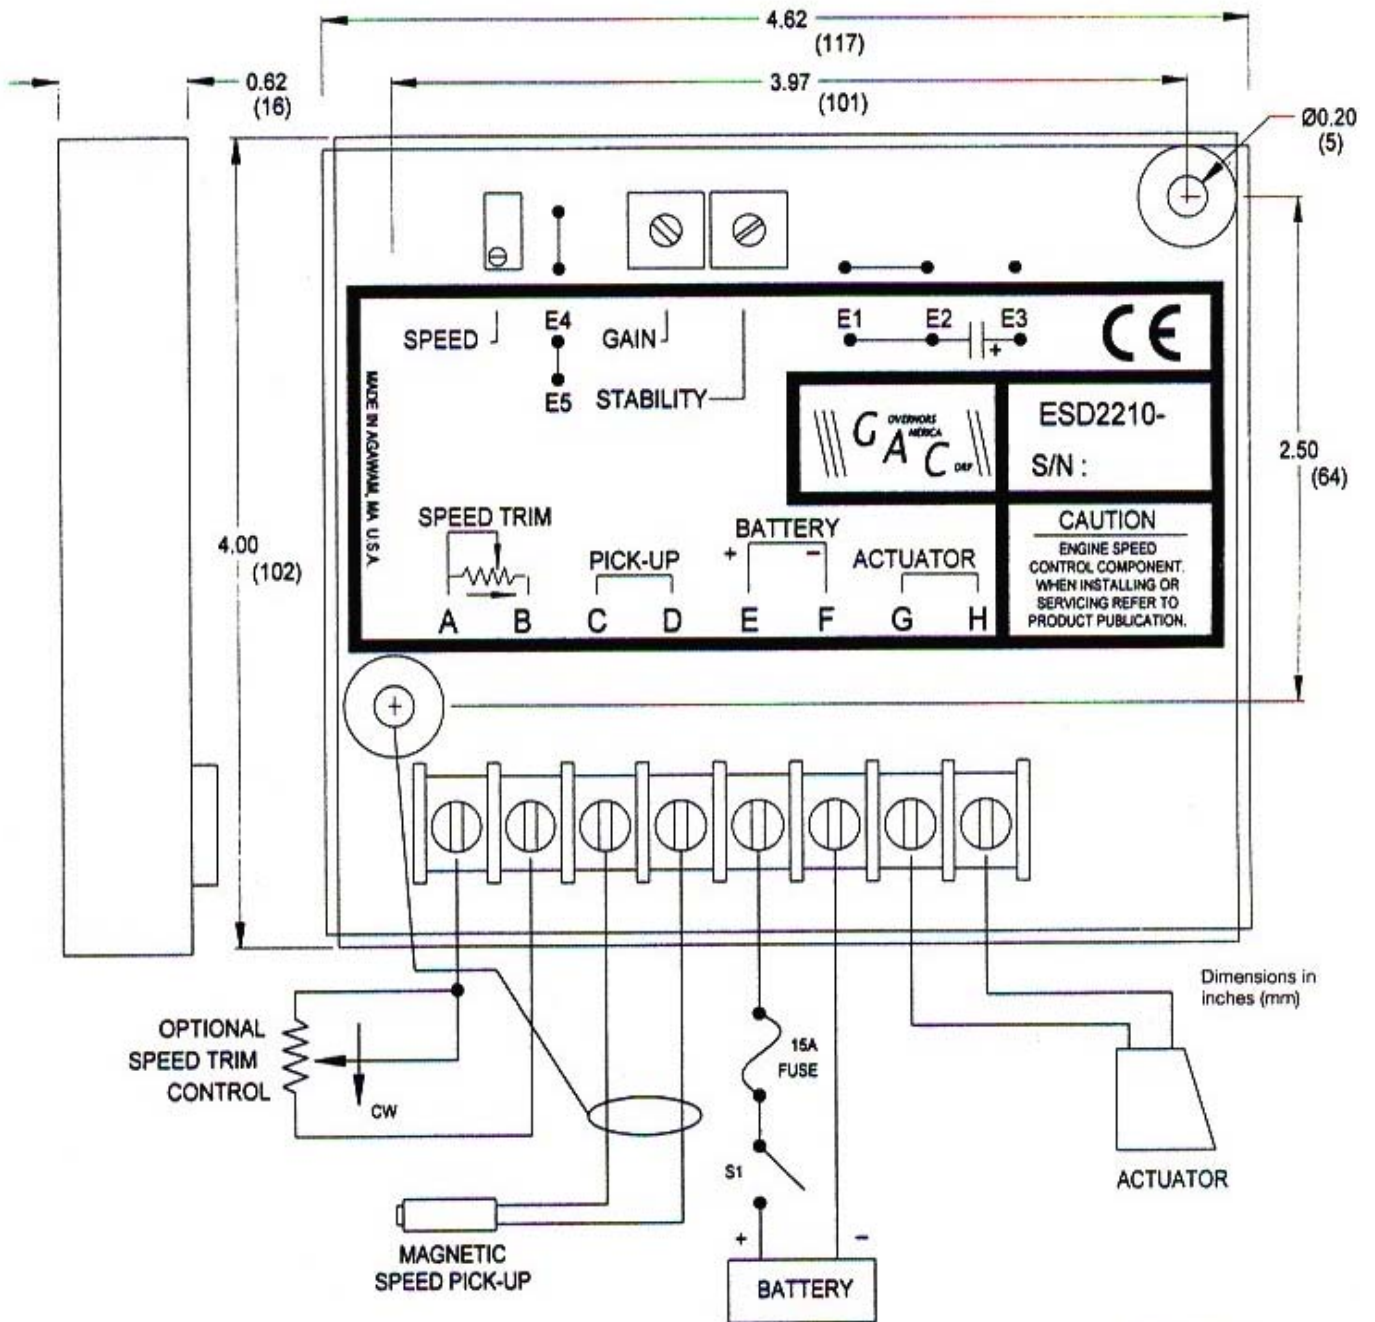 4.62
(117)
0.62
(16)
3.97
(101)
Ø0.20
(5)
SPEED
E4
E5
GAIN
STABILITY
E1 E2 E3
+
CE
MADE IN AGAWAM, MA U.S.A.
GOVERNORS
AMERICA
CORP
ESD2210-
S/N :
2.50
(64)
4.00
(102)
SPEED TRIM
PICK-UP
BATTERY
+ −
ACTUATOR
A B C D E F G H
CAUTION
ENGINE SPEED
CONTROL COMPONENT.
WHEN INSTALLING OR
SERVICING REFER TO
PRODUCT PUBLICATION.
Dimensions in
inches (mm)
OPTIONAL
SPEED TRIM
CONTROL
CW
15A
FUSE
S1
+ −
BATTERY
MAGNETIC
SPEED PICK-UP
ACTUATOR